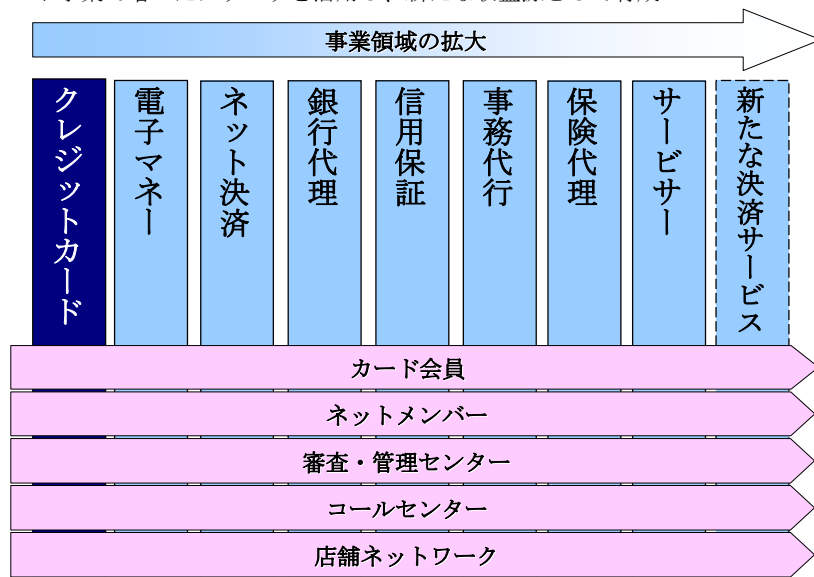 事業領域の拡大
クレジットカード
電子マネー
ネット決済
銀行代理
信用保証
事務代行
保険代理
サービサー
新たな決済サービス
カード会員
ネットメンバー
審査・管理センター
コールセンター
店舗ネットワーク